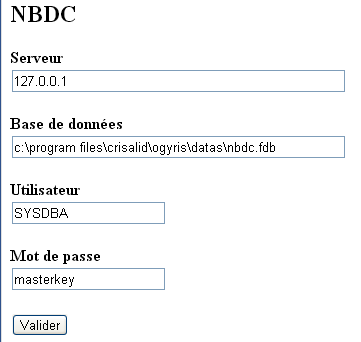 NBDC
Serveur
127.0.0.1
Base de données
c:\program files\crisalid\ogyris\datas\nbdc.fdb
Utilisateur
SYSDBA
Mot de passe
masterkey
Valider